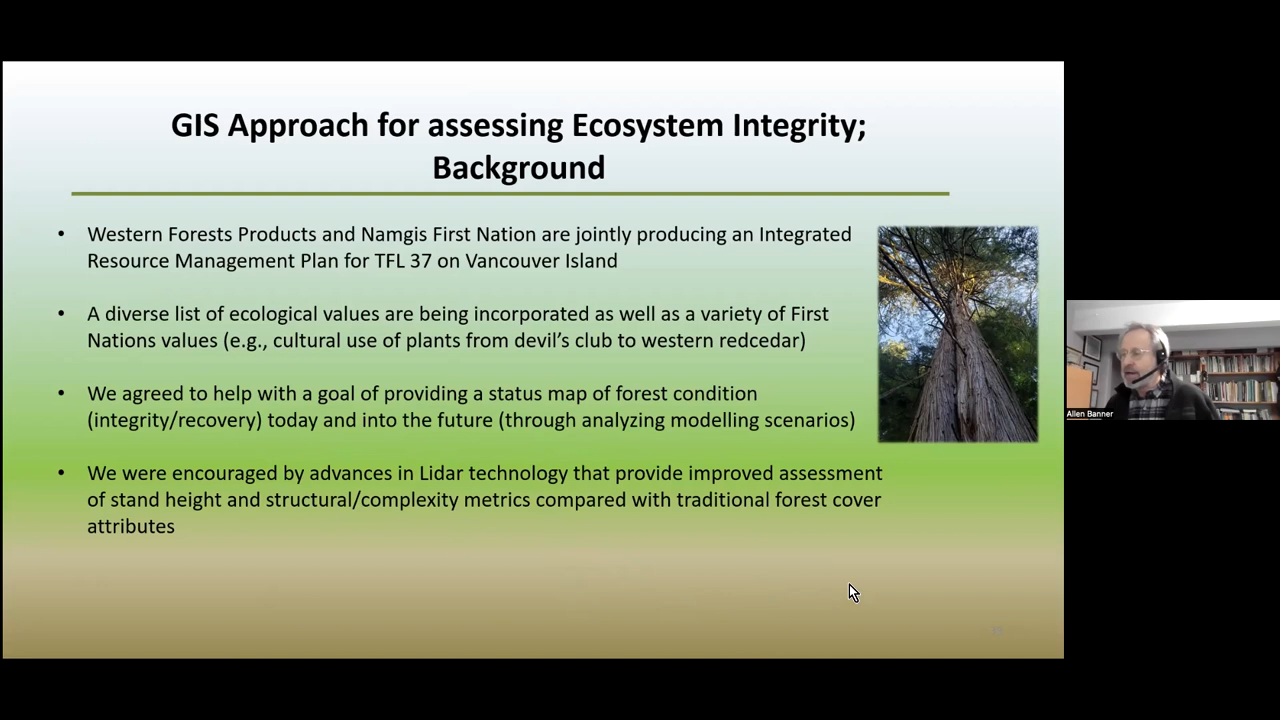 GIS Approach for assessing Ecosystem Integrity;
Background
• Western Forests Products and Namgis First Nation are jointly producing an Integrated
Resource Management Plan for TFL 37 on Vancouver Island
• A diverse list of ecological values are being incorporated as well as a variety of First
Nations values (e.g., cultural use of plants from devil’s club to western redcedar)
• We agreed to help with a goal of providing a status map of forest condition
(integrity/recovery) today and into the future (through analyzing modelling scenarios)
• We were encouraged by advances in Lidar technology that provide improved assessment
of stand height and structural/complexity metrics compared with traditional forest cover
attributes
Allen Banner